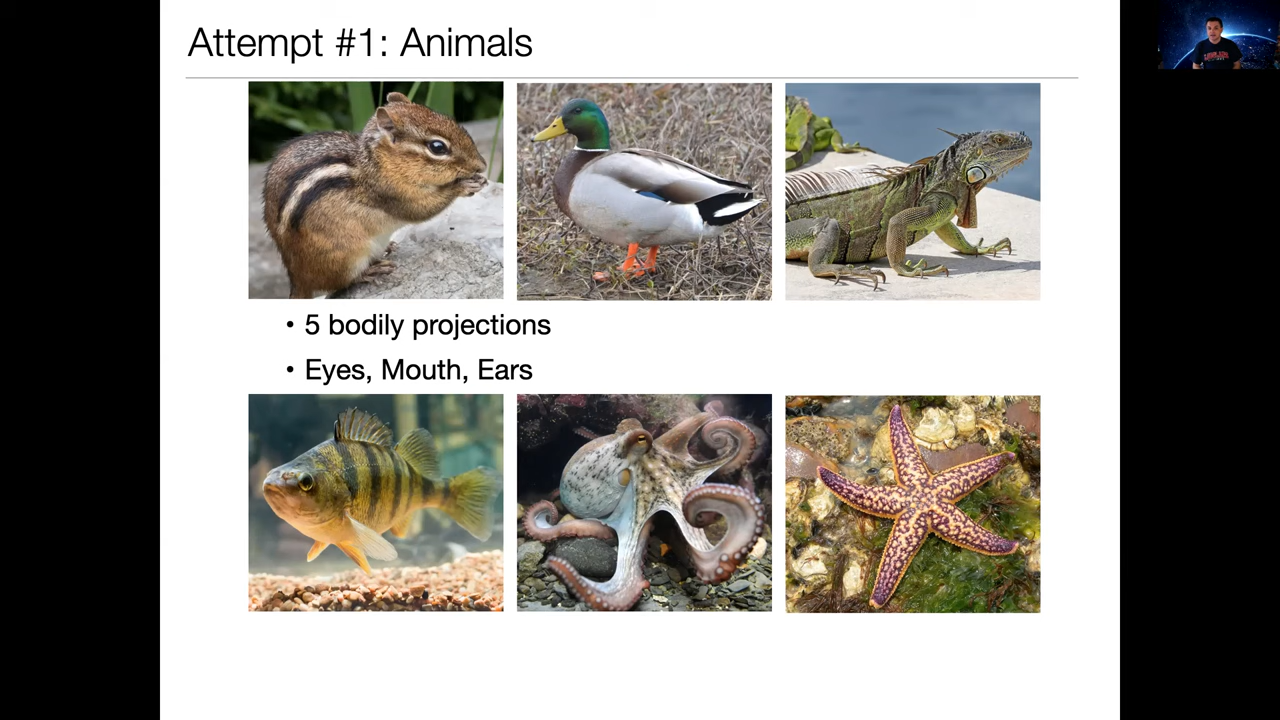 Attempt #1: Animals
• 5 bodily projections
• Eyes, Mouth, Ears